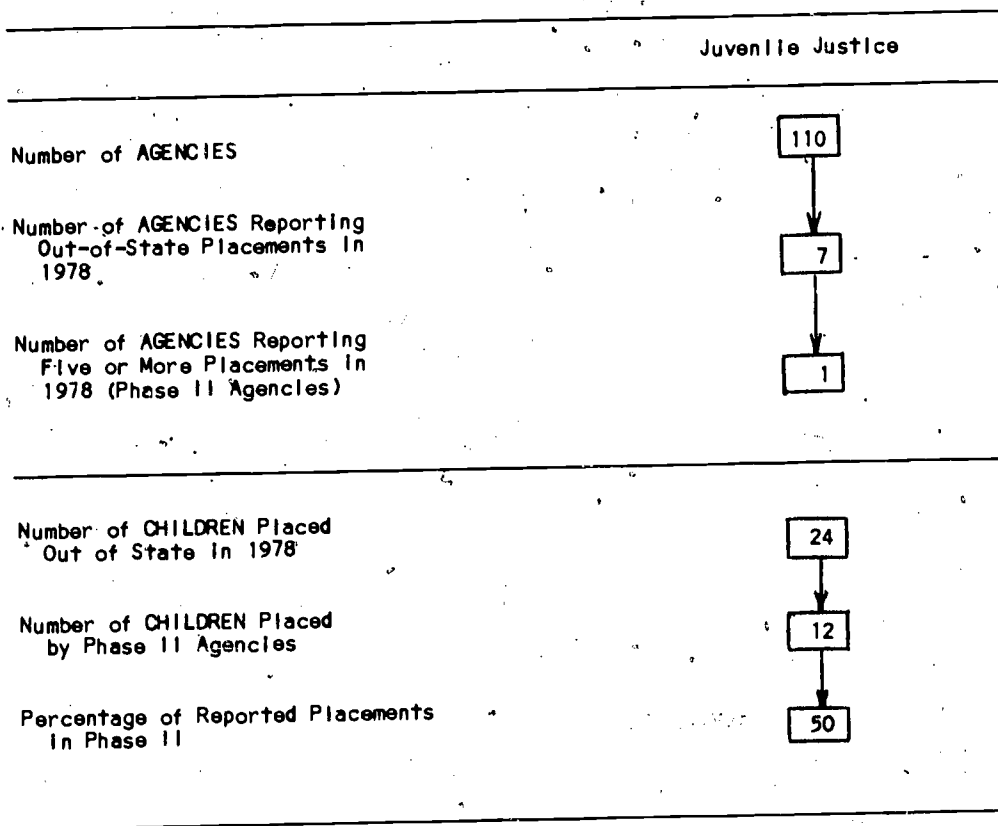 Juvenile Justice
Number of AGENCIES
110
Number of AGENCIES Reporting
Out-of-State Placements in
1978
7
Number of AGENCIES Reporting
Five or More Placements in
1978 (Phase II Agencies)
1
Number of CHILDREN Placed
Out of State in 1978
24
Number of CHILDREN Placed
by Phase II Agencies
12
Percentage of Reported Placements
in Phase II
50